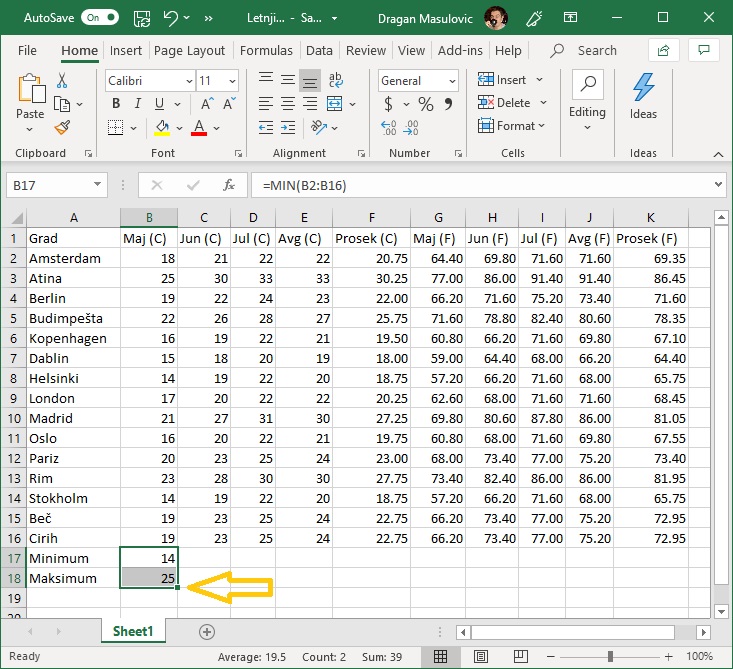 AutoSave On » Letnji... - Sa... Dragan Masulovic
File Home Insert Page Layout Formulas Data Review View Add-ins Help Search
Paste
Clipboard
Calibri 11
B I U A A
A
Font
ab
Alignment
General
$ % 9
Number
Insert
Delete
Format
Cells
Editing
Ideas
Ideas
B17 fx =MIN(B2:B16)
A B C D E F G H I J K
1 Grad Maj (C) Jun (C) Jul (C) Avg (C) Prosek (C) Maj (F) Jun (F) Jul (F) Avg (F) Prosek (F)
2 Amsterdam 18 21 22 22 20.75 64.40 69.80 71.60 71.60 69.35
3 Atina 25 30 33 33 30.25 77.00 86.00 91.40 91.40 86.45
4 Berlin 19 22 24 23 22.00 66.20 71.60 75.20 73.40 71.60
5 Budimpešta 22 26 28 27 25.75 71.60 78.80 82.40 80.60 78.35
6 Kopenhagen 16 19 22 21 19.50 60.80 66.20 71.60 69.80 67.10
7 Dablin 15 18 20 19 18.00 59.00 64.40 68.00 66.20 64.40
8 Helsinki 14 19 22 20 18.75 57.20 66.20 71.60 68.00 65.75
9 London 17 20 22 22 20.25 62.60 68.00 71.60 71.60 68.45
10 Madrid 21 27 31 30 27.25 69.80 80.60 87.80 86.00 81.05
11 Oslo 16 20 22 21 19.75 60.80 68.00 71.60 69.80 67.55
12 Pariz 20 23 25 24 23.00 68.00 73.40 77.00 75.20 73.40
13 Rim 23 28 30 30 27.75 73.40 82.40 86.00 86.00 81.95
14 Stokholm 14 19 22 20 18.75 57.20 66.20 71.60 68.00 65.75
15 Beč 19 23 25 24 22.75 66.20 73.40 77.00 75.20 72.95
16 Cirih 19 23 25 24 22.75 66.20 73.40 77.00 75.20 72.95
17 Minimum 14
18 Maksimum 25
19
20
Sheet1
Ready Average: 19.5 Count: 2 Sum: 39 100%